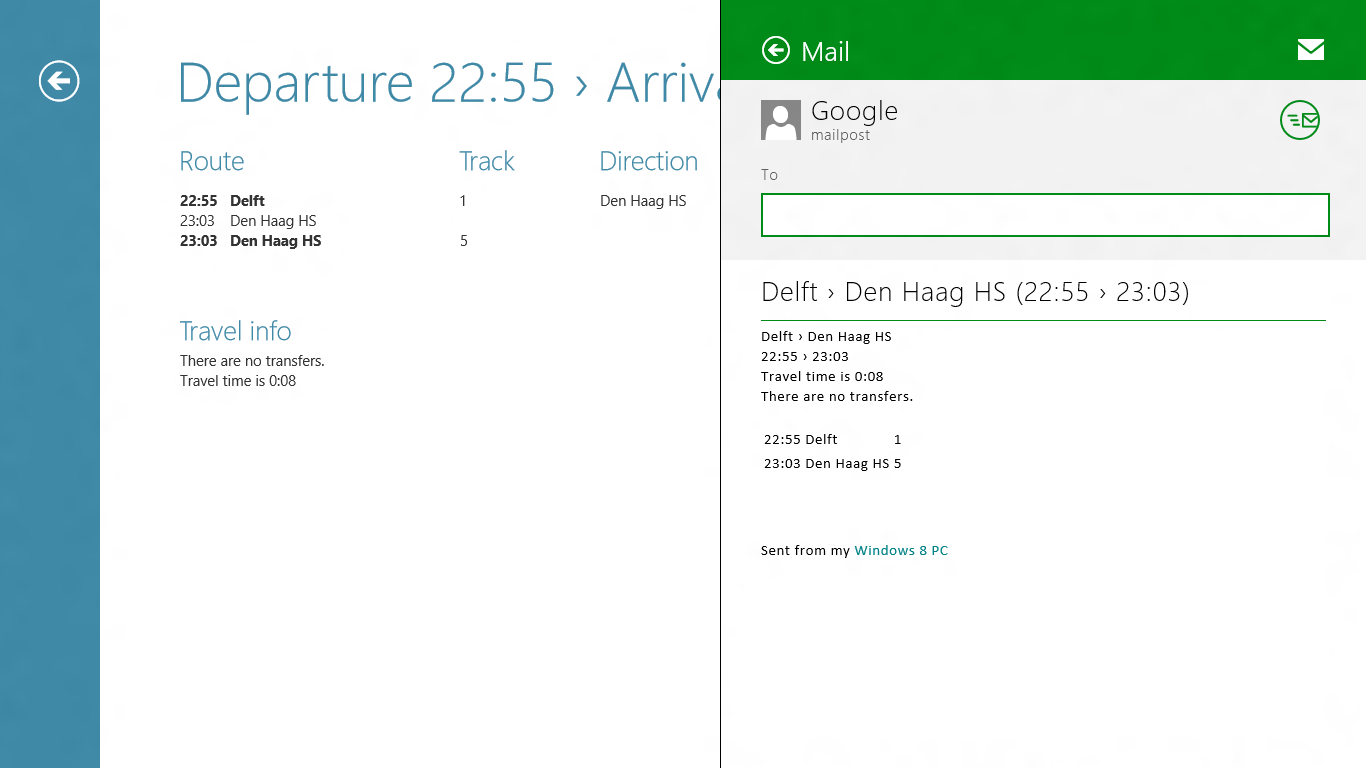 Departure 22:55 › Arriva
Route Track Direction
22:55 Delft 1 Den Haag HS
23:03 Den Haag HS
23:03 Den Haag HS 5
Travel info
There are no transfers.
Travel time is 0:08
Mail
Google
mailpost
To
Delft › Den Haag HS (22:55 › 23:03)
Delft › Den Haag HS
22:55 › 23:03
Travel time is 0:08
There are no transfers.
22:55 Delft 1
23:03 Den Haag HS 5
Sent from my Windows 8 PC